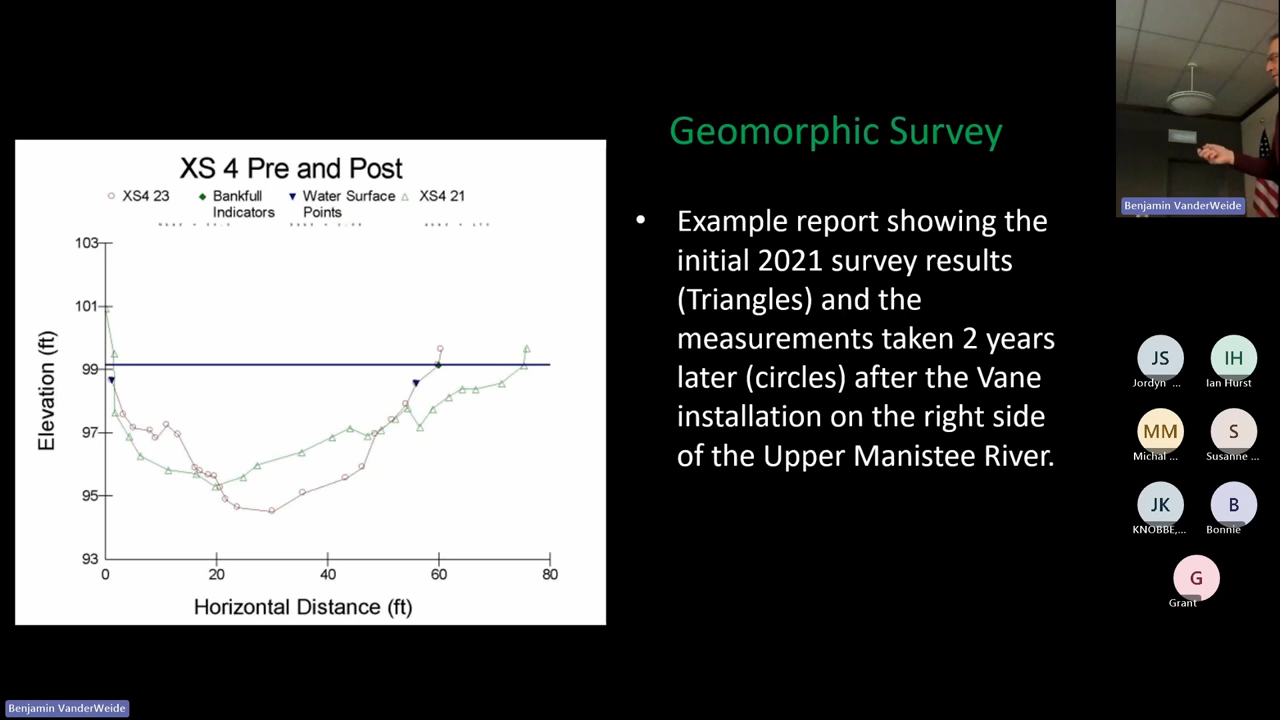 Geomorphic Survey
XS 4 Pre and Post
XS4 23
Bankfull
Indicators
Water Surface
Points
XS4 21
103
101
99
97
95
93
Elevation (ft)
0 20 40 60 80
Horizontal Distance (ft)
• Example report showing the
initial 2021 survey results
(Triangles) and the
measurements taken 2 years
later (circles) after the Vane
installation on the right side
of the Upper Manistee River.
Benjamin VanderWeide
JS
Jordyn ...
IH
Ian Hurst
MM
Michal ...
S
Susanne ...
JK
KNOBBE,...
B
Bonnie
G
Grant
Benjamin VanderWeide